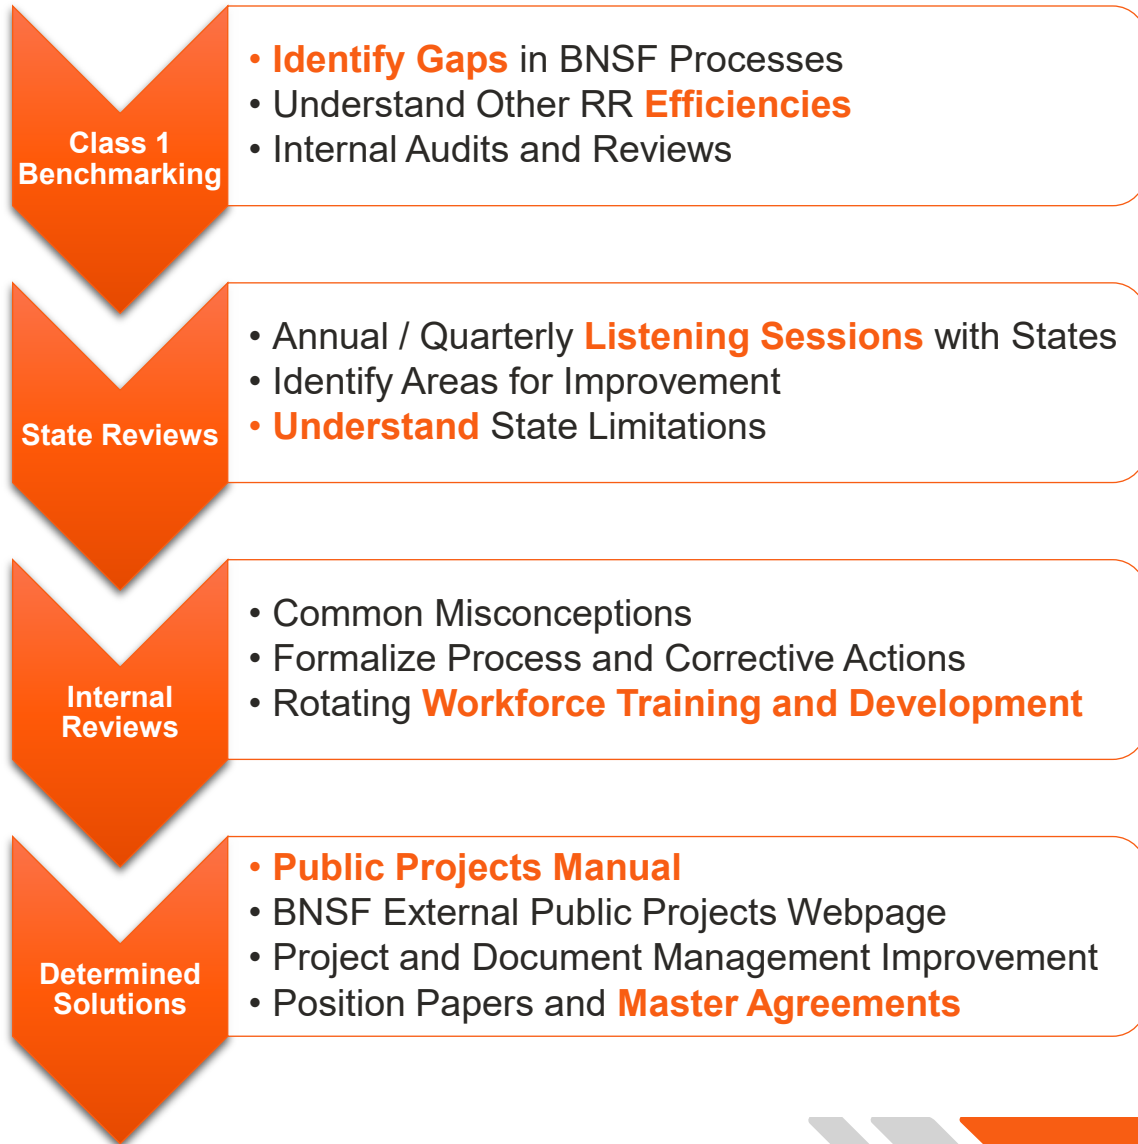 Class 1
Benchmarking
• Identify Gaps in BNSF Processes
• Understand Other RR Efficiencies
• Internal Audits and Reviews
State Reviews
• Annual / Quarterly Listening Sessions with States
• Identify Areas for Improvement
• Understand State Limitations
Internal
Reviews
• Common Misconceptions
• Formalize Process and Corrective Actions
• Rotating Workforce Training and Development
Determined
Solutions
• Public Projects Manual
• BNSF External Public Projects Webpage
• Project and Document Management Improvement
• Position Papers and Master Agreements